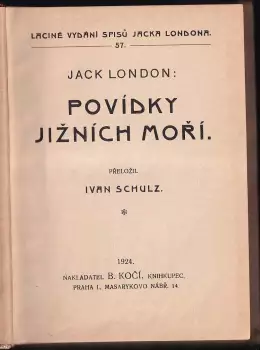 LACINÉ VYDÁNÍ SPISŮ JACKA LONDONA.
57.
JACK LONDON:
POVÍDKY
JIŽNÍCH MOŘÍ.
PŘELOŽIL
IVAN SCHULZ.
1924.
NAKLADATEL B. KOČÍ, KNIHKUPEC,
PRAHA I., MASARYKOVO NÁBŘ. 14.